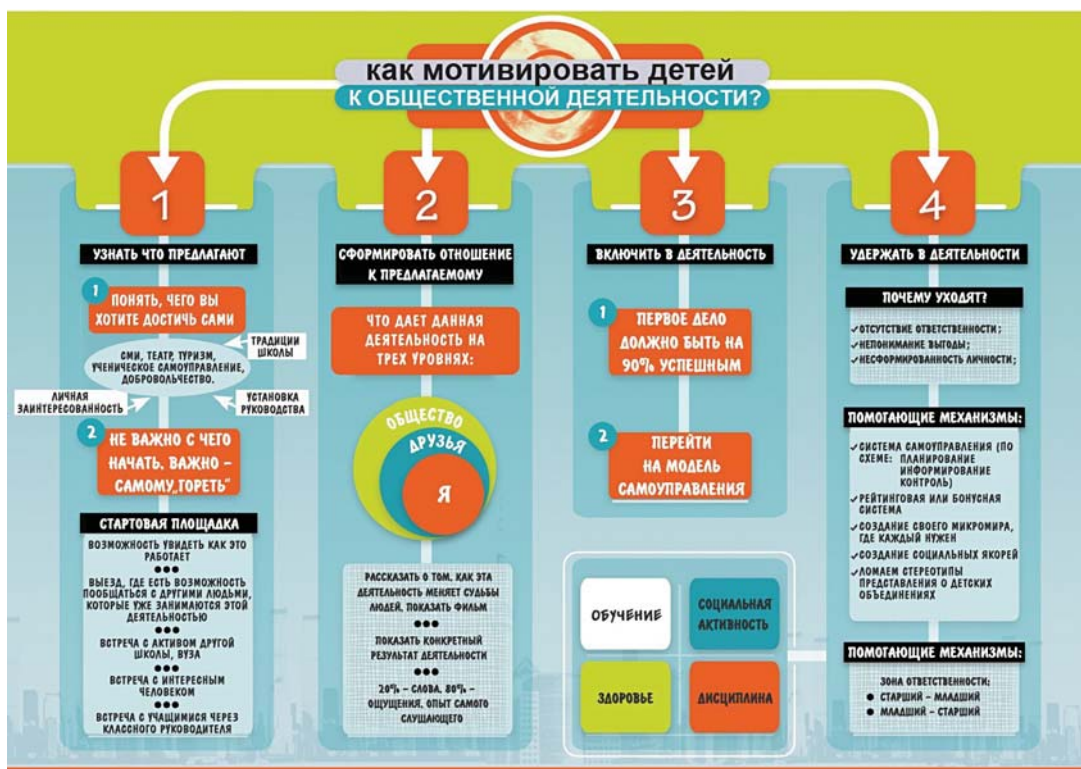 как мотивировать детей
К ОБЩЕСТВЕННОЙ ДЕЯТЕЛЬНОСТИ?
1
УЗНАТЬ ЧТО ПРЕДЛАГАЮТ
1
ПОНЯТЬ, ЧЕГО ВЫ
ХОТИТЕ ДОСТИЧЬ САМИ
ТРАДИЦИИ
ШКОЛЫ
СМИ, ТЕАТР, ТУРИЗМ,
УЧЕНИЧЕСКОЕ САМОУПРАВЛЕНИЕ,
ДОБРОВОЛЬЧЕСТВО.
ЛИЧНАЯ
ЗАИНТЕРЕСОВАННОСТЬ
УСТАНОВКА
РУКОВОДСТВА
2
НЕ ВАЖНО С ЧЕГО
НАЧАТЬ. ВАЖНО –
САМОМУ „ГОРЕТЬ"
СТАРТОВАЯ ПЛОЩАДКА
ВОЗМОЖНОСТЬ УВИДЕТЬ КАК ЭТО
РАБОТАЕТ
●●●
ВЫЕЗД, ГДЕ ЕСТЬ ВОЗМОЖНОСТЬ
ПООБЩАТЬСЯ С ДРУГИМИ ЛЮДЬМИ,
КОТОРЫЕ УЖЕ ЗАНИМАЮТСЯ ЭТОЙ
ДЕЯТЕЛЬНОСТЬЮ
●●●
ВСТРЕЧА С АКТИВОМ ДРУГОЙ
ШКОЛЫ, ВУЗА
●●●
ВСТРЕЧА С ИНТЕРЕСНЫМ
ЧЕЛОВЕКОМ
●●●
ВСТРЕЧА С УЧАЩИМИСЯ ЧЕРЕЗ
КЛАССНОГО РУКОВОДИТЕЛЯ
2
СФОРМИРОВАТЬ ОТНОШЕНИЕ
К ПРЕДЛАГАЕМОМУ
ЧТО ДАЕТ ДАННАЯ
ДЕЯТЕЛЬНОСТЬ НА
ТРЕХ УРОВНЯХ:
ОБЩЕСТВО
ДРУЗЬЯ
Я
РАССКАЗАТЬ О ТОМ, КАК ЭТА
ДЕЯТЕЛЬНОСТЬ МЕНЯЕТ СУДЬБЫ
ЛЮДЕЙ, ПОКАЗАТЬ ФИЛЬМ
●●●
ПОКАЗАТЬ КОНКРЕТНЫЙ
РЕЗУЛЬТАТ ДЕЯТЕЛЬНОСТИ
●●●
20% – СЛОВА. 80% –
ОЩУЩЕНИЯ, ОПЫТ САМОГО
СЛУШАЮЩЕГО
3
ВКЛЮЧИТЬ В ДЕЯТЕЛЬНОСТЬ
1
ПЕРВОЕ ДЕЛО
ДОЛЖНО БЫТЬ НА
90% УСПЕШНЫМ
2
ПЕРЕЙТИ
НА МОДЕЛЬ
САМОУПРАВЛЕНИЯ
ОБУЧЕНИЕ
СОЦИАЛЬНАЯ
АКТИВНОСТЬ
ЗДОРОВЬЕ
ДИСЦИПЛИНА
4
УДЕРЖАТЬ В ДЕЯТЕЛЬНОСТИ
ПОЧЕМУ УХОДЯТ?
✓ОТСУТСТВИЕ ОТВЕТСТВЕННОСТИ;
✓НЕПОНИМАНИЕ ВЫГОДЫ;
✓НЕСФОРМИРОВАННОСТЬ ЛИЧНОСТИ;
ПОМОГАЮЩИЕ МЕХАНИЗМЫ:
✓СИСТЕМА САМОУПРАВЛЕНИЯ (ПО
СХЕМЕ: ПЛАНИРОВАНИЕ
ИНФОРМИРОВАНИЕ
КОНТРОЛЬ)
✓РЕЙТИНГОВАЯ ИЛИ БОНУСНАЯ
СИСТЕМА
✓СОЗДАНИЕ СВОЕГО МИКРОМИРА,
ГДЕ КАЖДЫЙ НУЖЕН
✓СОЗДАНИЕ СОЦИАЛЬНЫХ ЯКОРЕЙ
✓ЛОМАЕМ СТЕРЕОТИПЫ
ПРЕДСТАВЛЕНИЯ О ДЕТСКИХ
ОБЪЕДИНЕНИЯХ
ПОМОГАЮЩИЕ МЕХАНИЗМЫ:
ЗОНА ОТВЕТСТВЕННОСТИ:
● СТАРШИЙ – МЛАДШИЙ
● МЛАДШИЙ – СТАРШИЙ